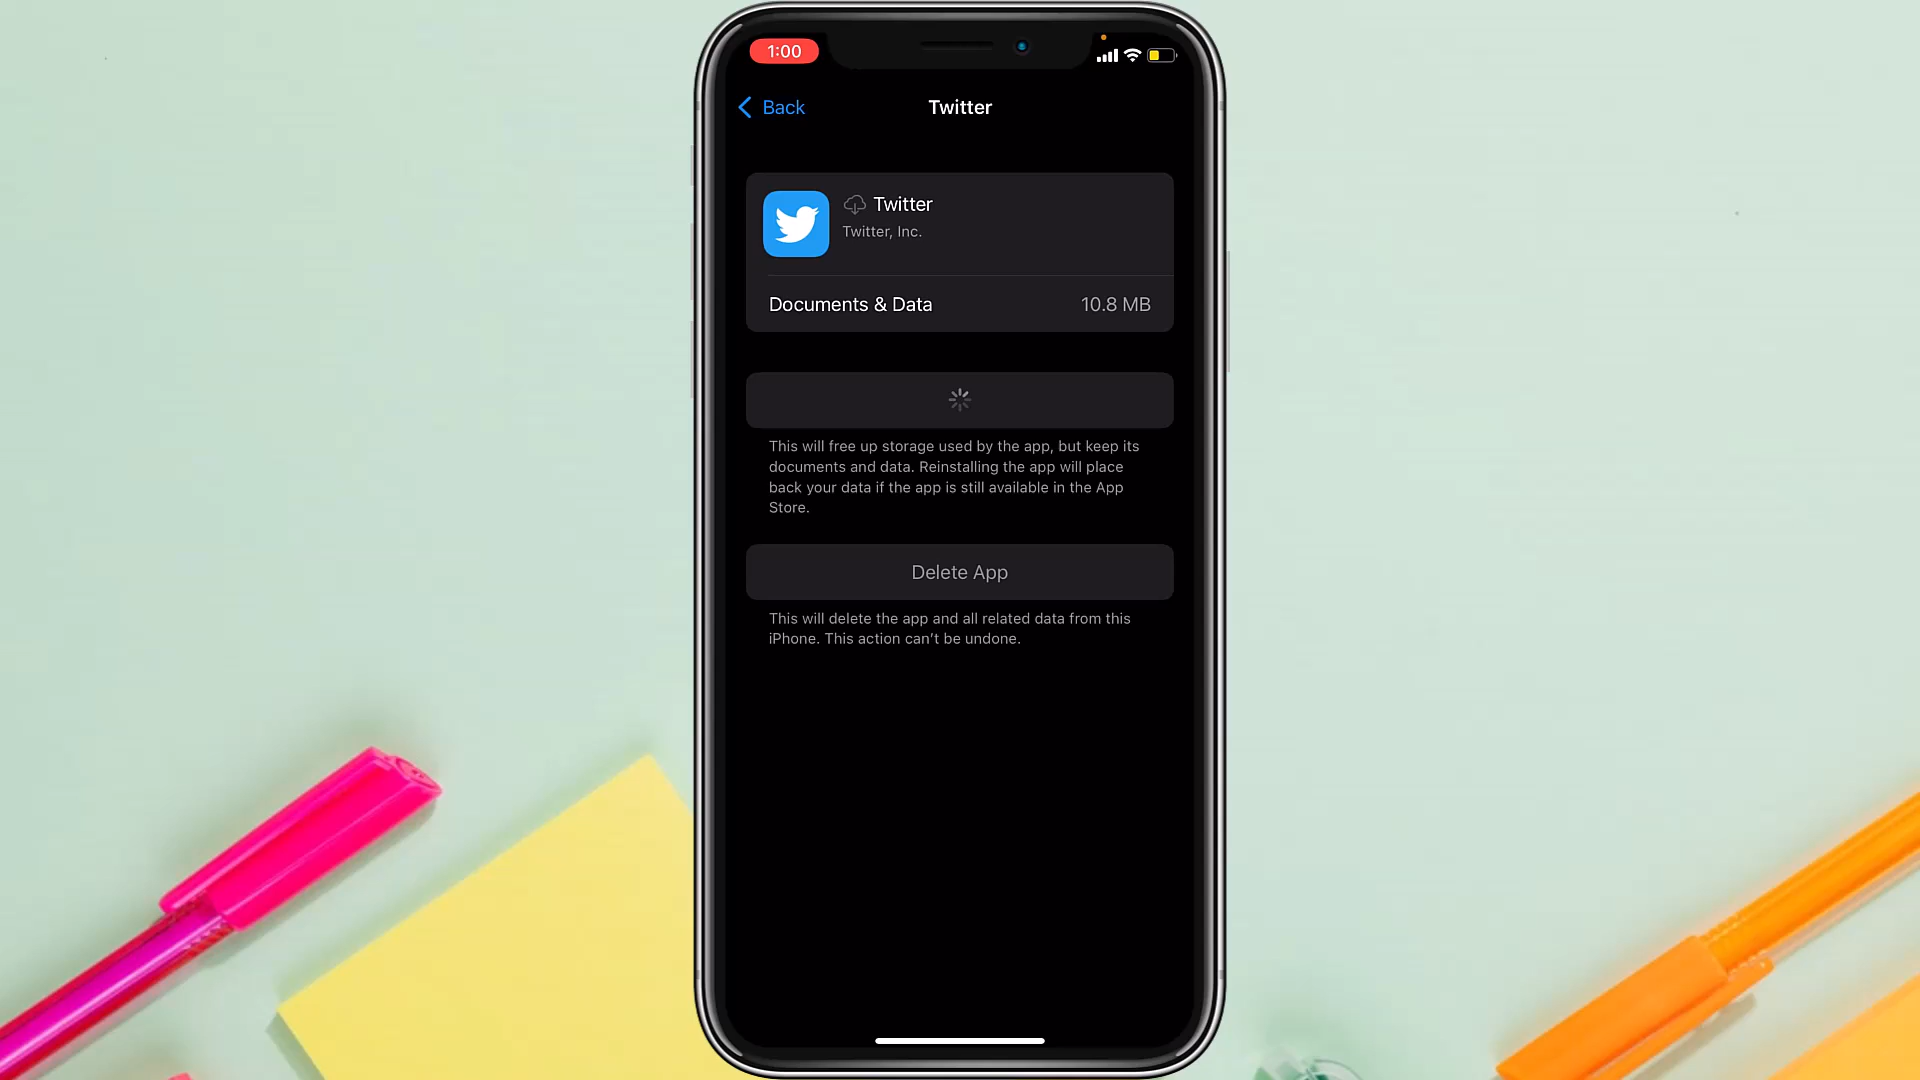 1:00
Back
Twitter
Twitter
Twitter, Inc.
Documents & Data
10.8 MB
This will free up storage used by the app, but keep its
documents and data. Reinstalling the app will place
back your data if the app is still available in the App
Store.
Delete App
This will delete the app and all related data from this
iPhone. This action can't be undone.